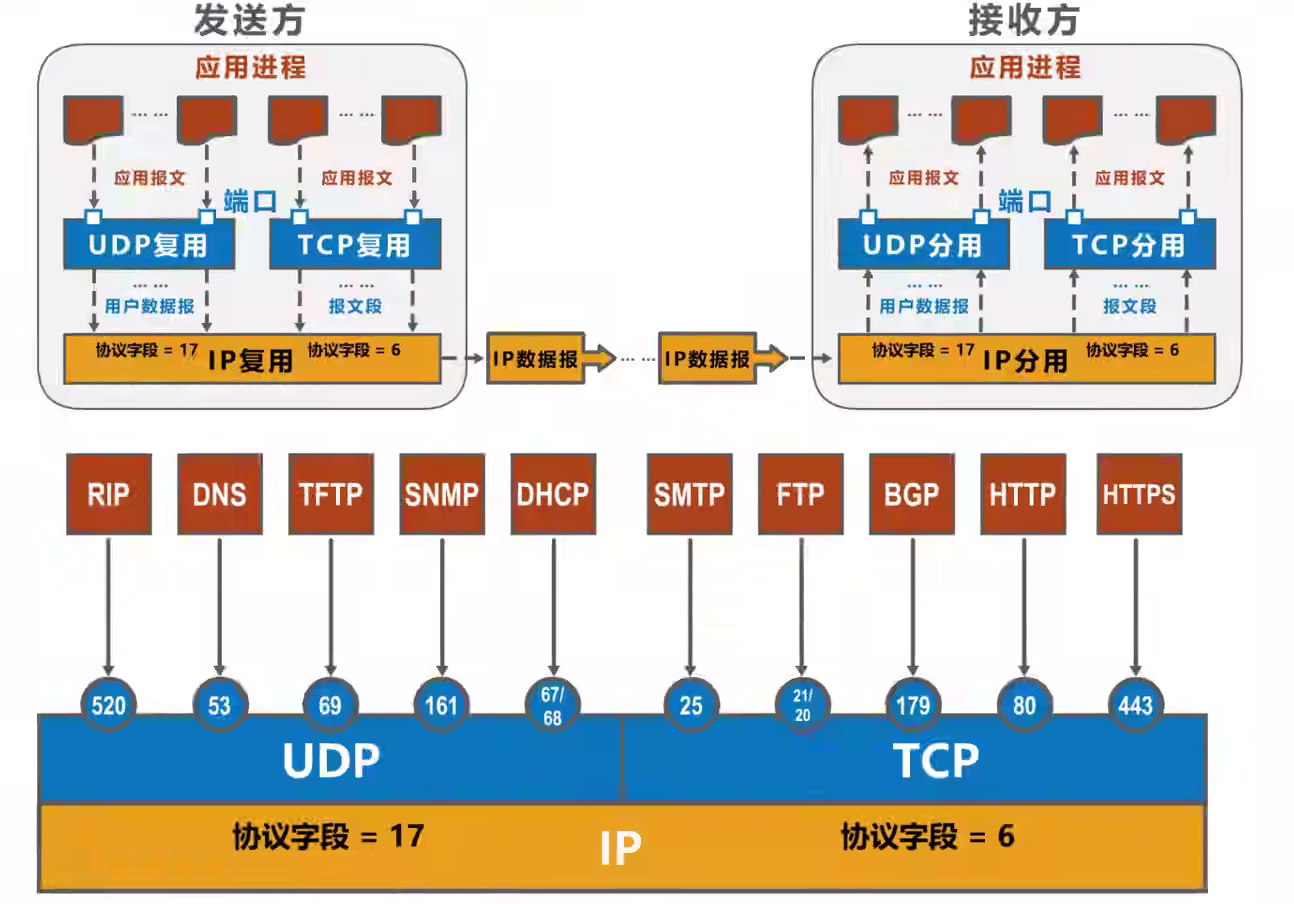 发送方 接收方
应用进程 应用进程
... ... ... ... ... ... ... ...
应用报文 应用报文 应用报文 应用报文
端口 端口
UDP复用 TCP复用 UDP分用 TCP分用
... ... ... ... ... ... ... ...
用户数据报 报文段 用户数据报 报文段
协议字段 = 17 IP复用 协议字段 = 6 IP数据报 ... ... IP数据报 协议字段 = 17 IP分用 协议字段 = 6
RIP DNS TFTP SNMP DHCP SMTP FTP BGP HTTP HTTPS
520 53 69 161 67/68 25 21/20 179 80 443
UDP TCP
协议字段 = 17 IP 协议字段 = 6